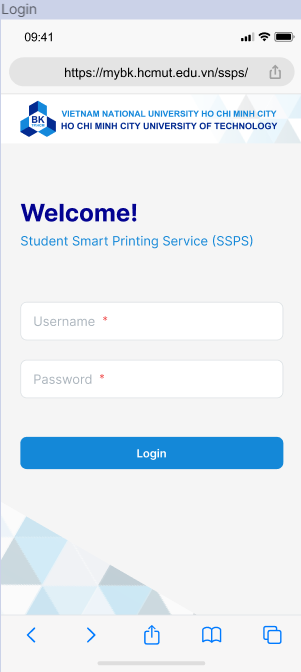 Login
09:41
https://mybk.hcmut.edu.vn/ssps/
BK
VIETNAM NATIONAL UNIVERSITY HO CHI MINH CITY
HO CHI MINH CITY UNIVERSITY OF TECHNOLOGY
Welcome!
Student Smart Printing Service (SSPS)
Username *
Password *
Login